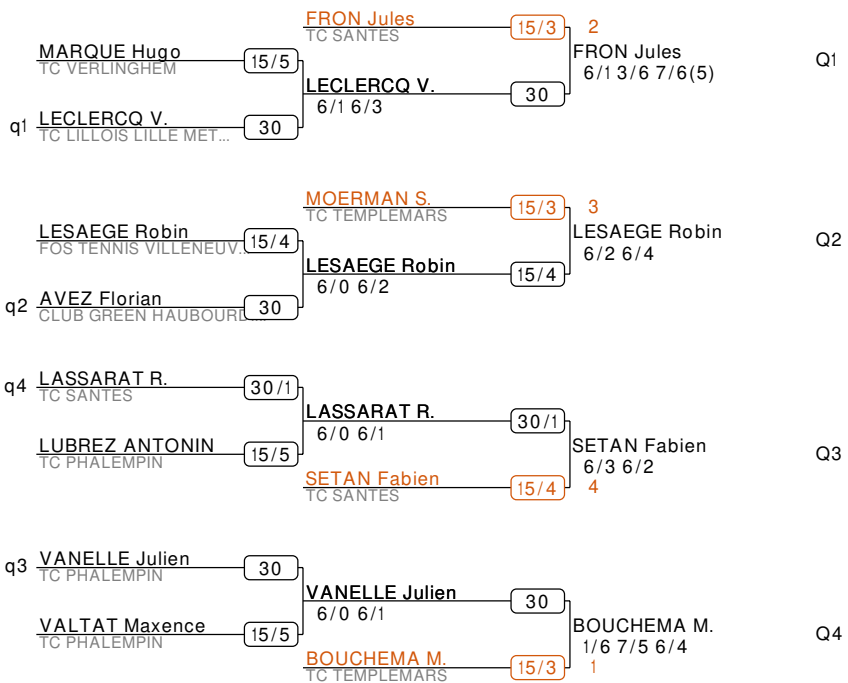 FRON Jules 15/3 2
TC SANTES
MARQUE Hugo 15/5
TC VERLINGHEM
FRON Jules Q1
6/1 3/6 7/6(5)
LECLERCQ V. 30
6/1 6/3
q1 LECLERCQ V. 30
TC LILLOIS LILLE MET...
MOERMAN S. 15/3 3
TC TEMPLEMARS
LESAEGE Robin 15/4
FOS TENNIS VILLENEUV...
LESAEGE Robin Q2
6/2 6/4
LESAEGE Robin 15/4
6/0 6/2
q2 AVEZ Florian 30
CLUB GREEN HAUBOURD...
q4 LASSARAT R. 30/1
TC SANTES
LASSARAT R. 30/1
6/0 6/1
LUBREZ ANTONIN 15/5
TC PHALEMPIN
SETAN Fabien Q3
6/3 6/2
SETAN Fabien 15/4 4
TC SANTES
q3 VANELLE Julien 30
TC PHALEMPIN
VANELLE Julien 30
6/0 6/1
VALTAT Maxence 15/5
TC PHALEMPIN
BOUCHEMA M. Q4
1/6 7/5 6/4
BOUCHEMA M. 15/3 1
TC TEMPLEMARS